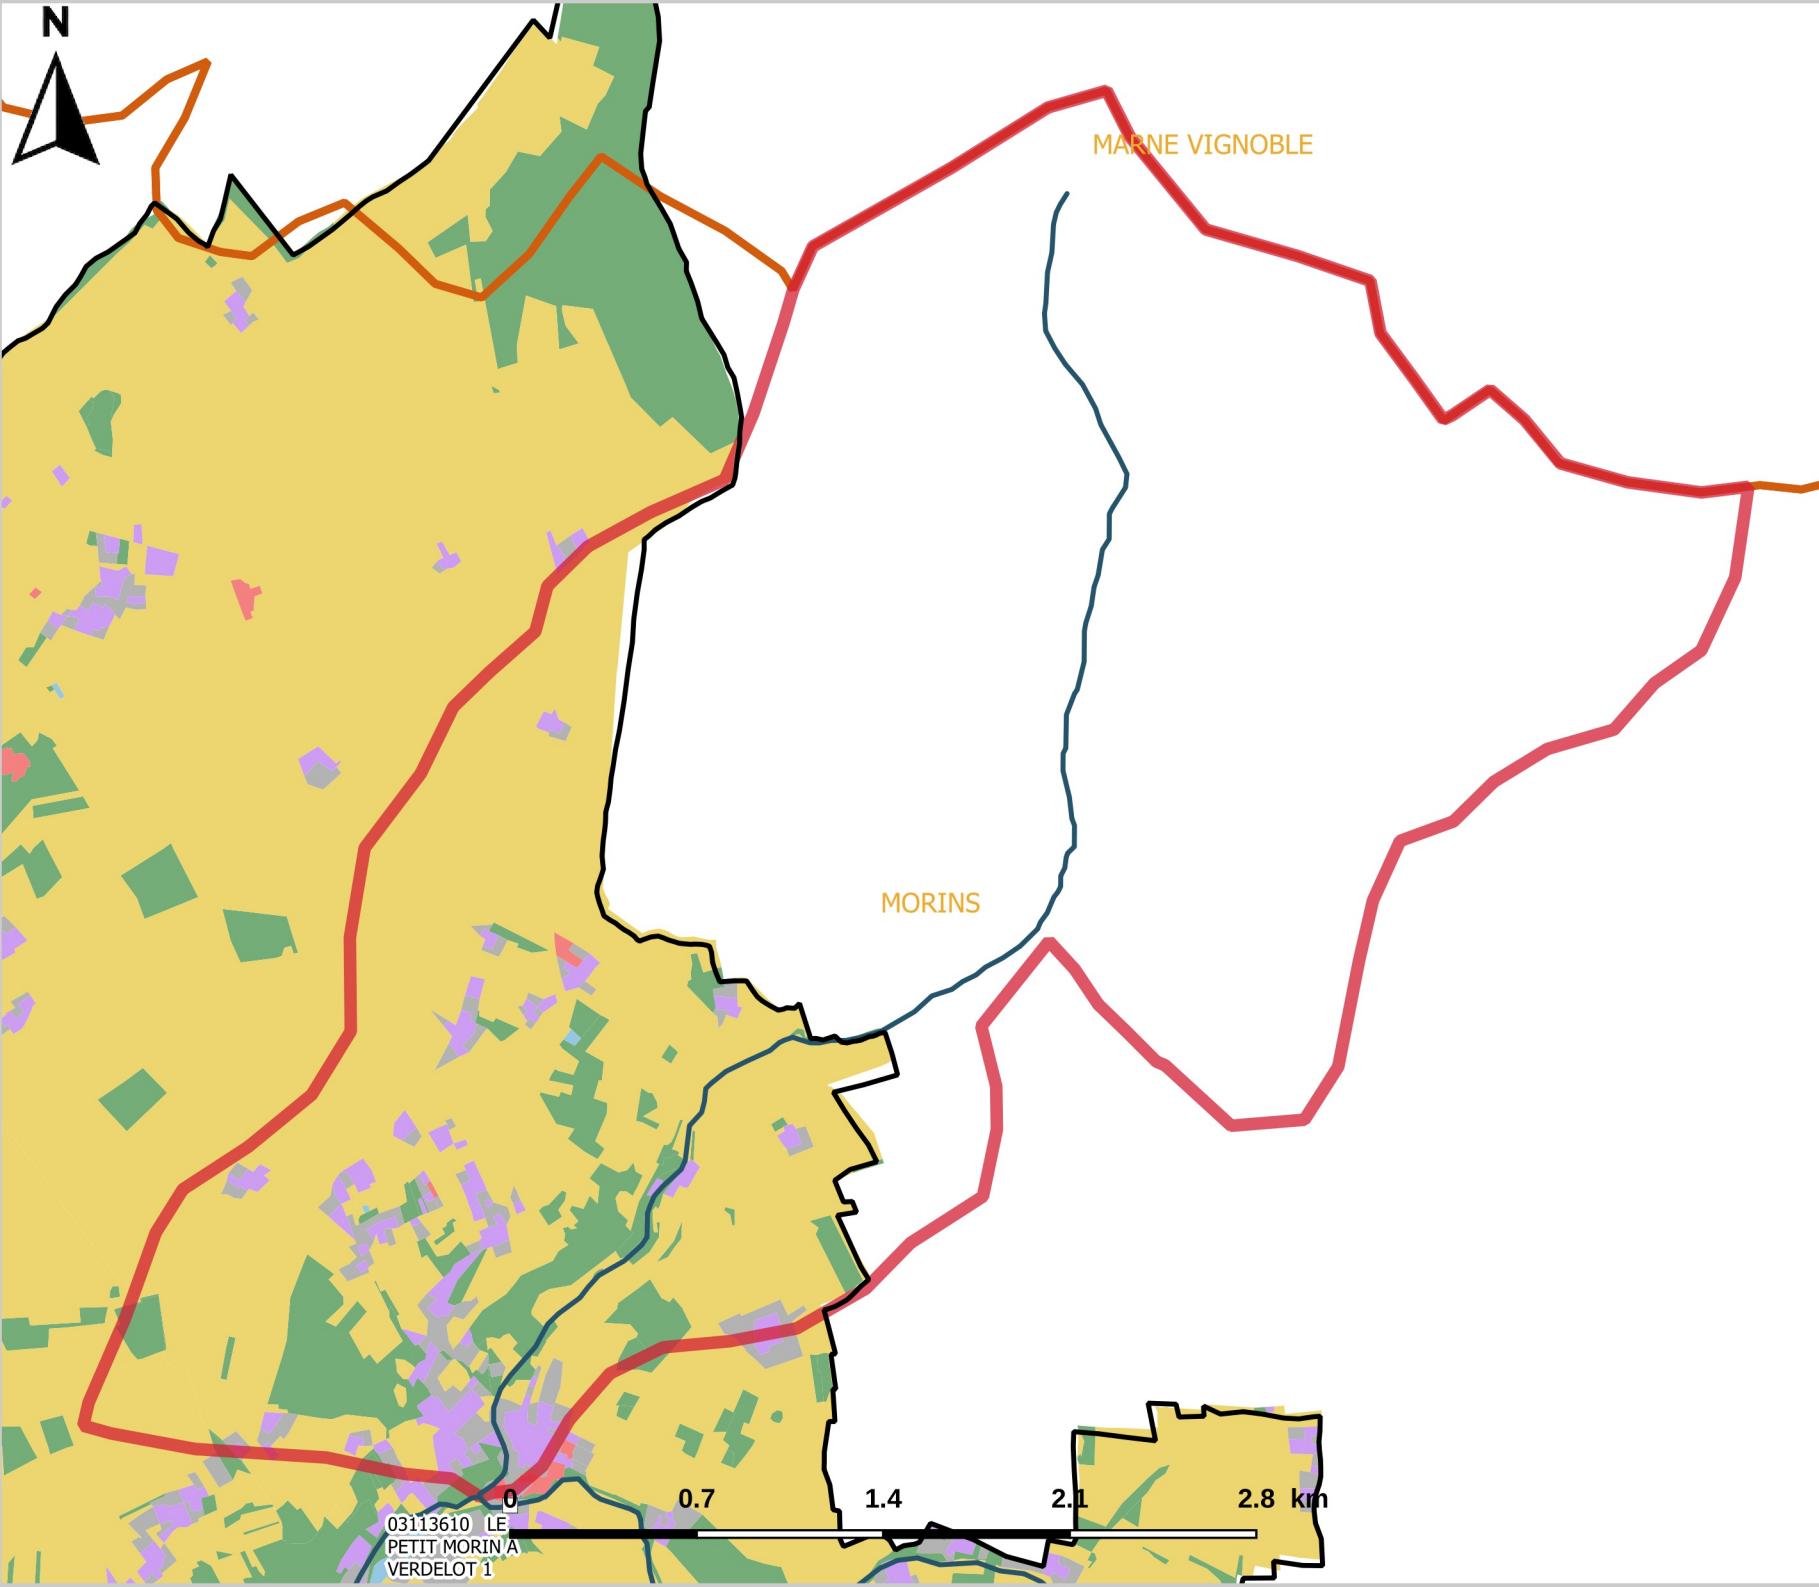 N
MARNE VIGNOBLE
MORINS
0 0.7 1.4 2.1 2.8 km
03113610 LE
PETIT MORIN A
VERDELOT 1